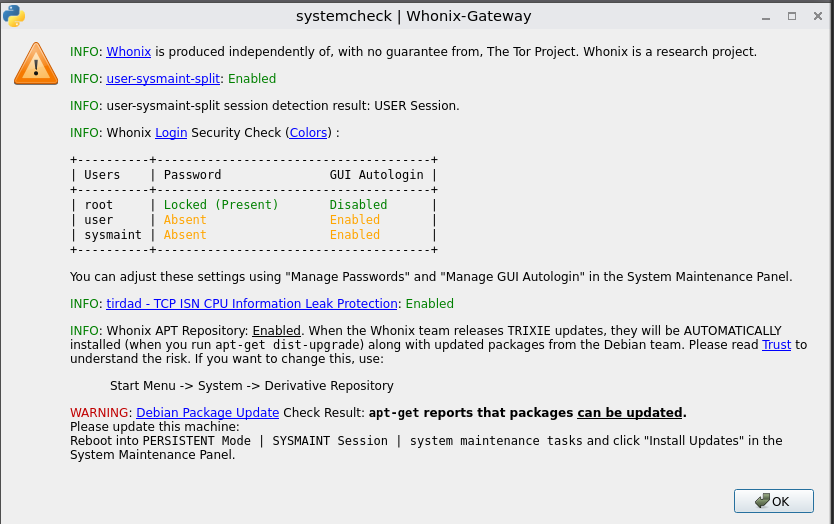 systemcheck | Whonix-Gateway
INFO: Whonix is produced independently of, with no guarantee from, The Tor Project. Whonix is a research project.
INFO: user-sysmaint-split: Enabled
INFO: user-sysmaint-split session detection result: USER Session.
INFO: Whonix Login Security Check (Colors) :
+----------+--------------------------------------+
| Users    | Password               GUI Autologin |
+----------+--------------------------------------+
| root     | Locked (Present)       Disabled      |
| user     | Absent                 Enabled       |
| sysmaint | Absent                 Enabled       |
+----------+--------------------------------------+
You can adjust these settings using "Manage Passwords" and "Manage GUI Autologin" in the System Maintenance Panel.
INFO: tirdad - TCP ISN CPU Information Leak Protection: Enabled
INFO: Whonix APT Repository: Enabled. When the Whonix team releases TRIXIE updates, they will be AUTOMATICALLY
installed (when you run apt-get dist-upgrade) along with updated packages from the Debian team. Please read Trust to
understand the risk. If you want to change this, use:
Start Menu -> System -> Derivative Repository
WARNING: Debian Package Update Check Result: apt-get reports that packages can be updated.
Please update this machine:
Reboot into PERSISTENT Mode | SYSMAINT Session | system maintenance tasks and click "Install Updates" in the
System Maintenance Panel.
OK